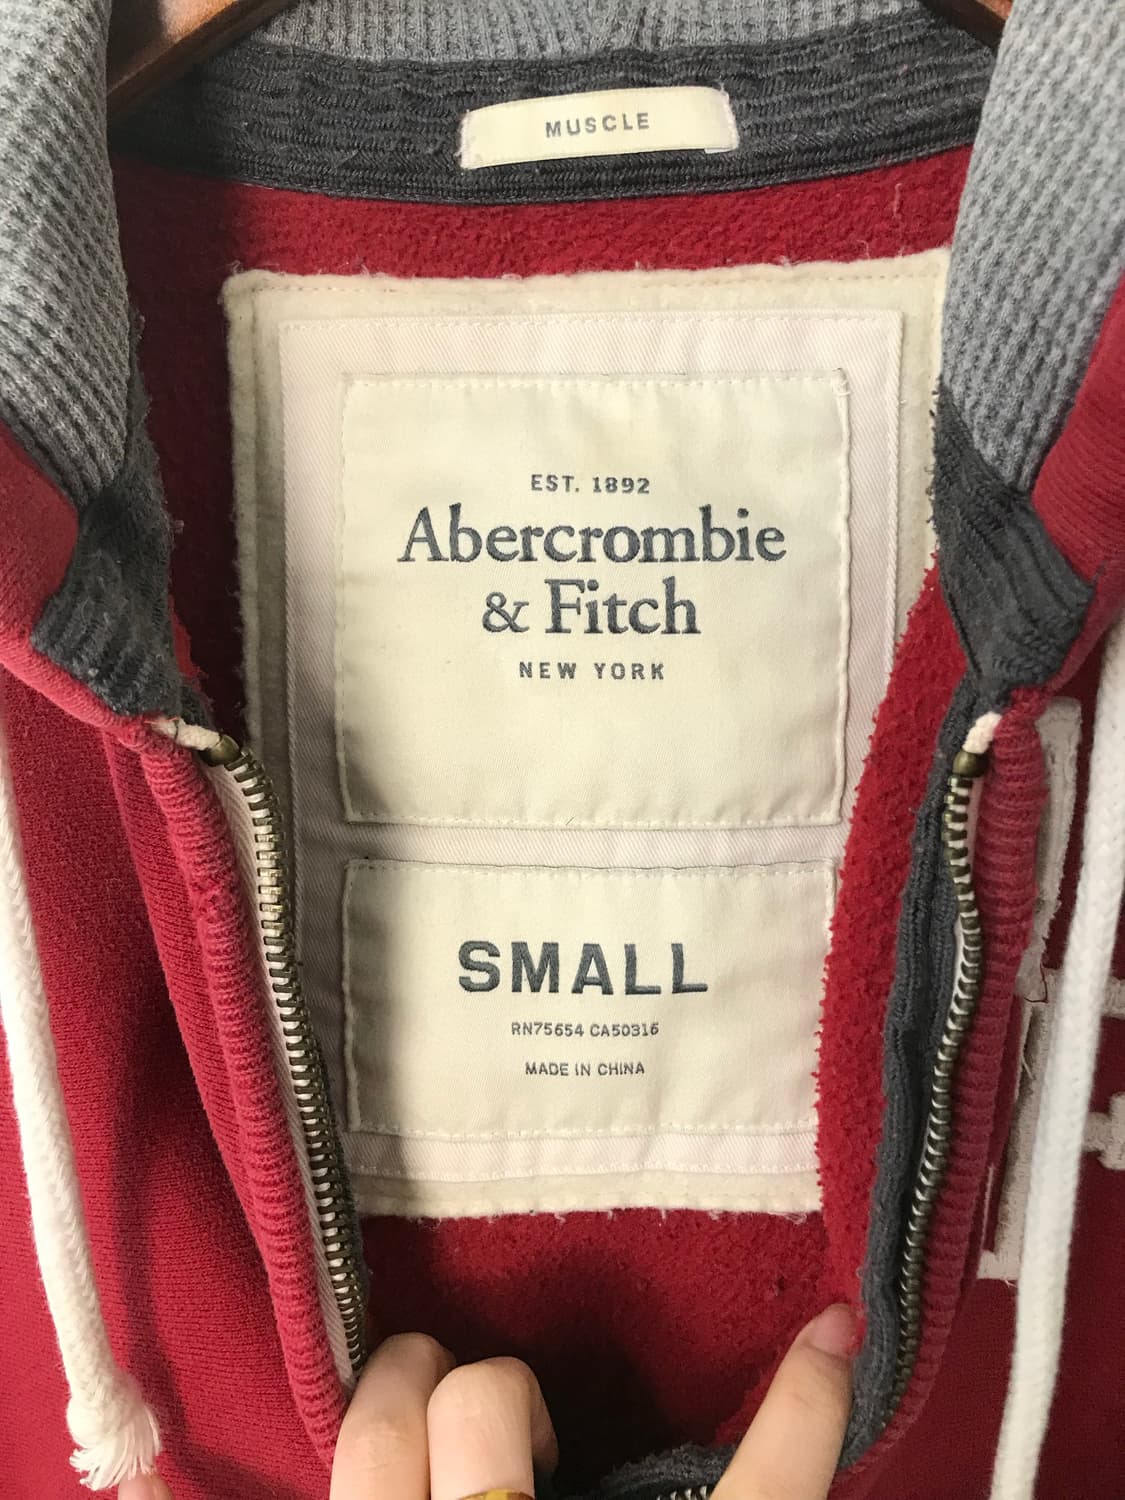 MUSCLE
EST. 1892
Abercrombie
& Fitch
NEW YORK
SMALL
RN75654 CA50316
MADE IN CHINA